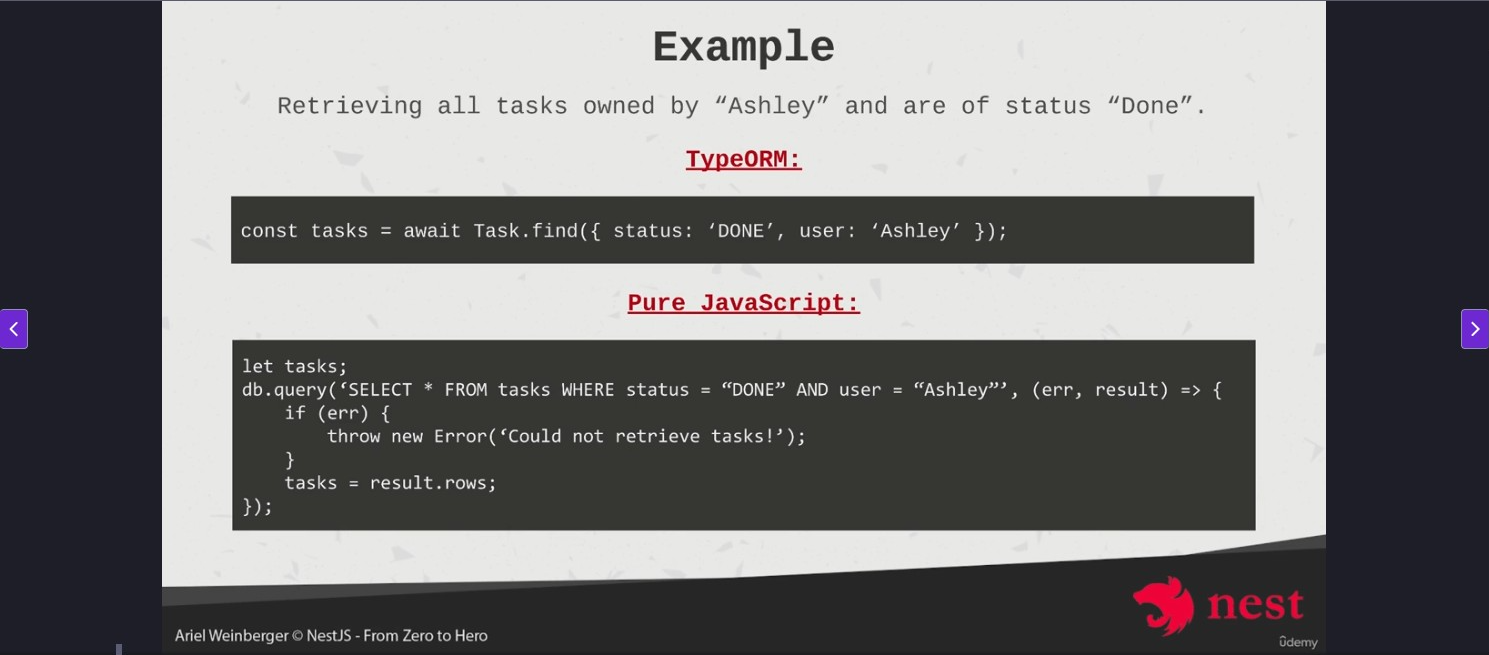 Example
Retrieving all tasks owned by “Ashley” and are of status “Done”.
TypeORM:
const tasks = await Task.find({ status: ‘DONE’, user: ‘Ashley’ });
Pure JavaScript:
let tasks;
db.query(‘SELECT * FROM tasks WHERE status = “DONE” AND user = “Ashley”’, (err, result) => {
    if (err) {
        throw new Error(‘Could not retrieve tasks!’);
    }
    tasks = result.rows;
});
nest
Ariel Weinberger © NestJS - From Zero to Hero
ûdemy